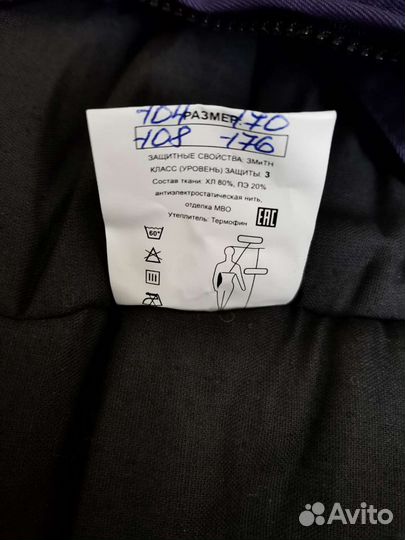 -104 -170
РАЗМЕР
-108 -176
ЗАЩИТНЫЕ СВОЙСТВА: ЗМиТН
КЛАСС (УРОВЕНЬ) ЗАЩИТЫ: 3
Состав ткани: ХЛ 80%, ПЭ 20%
антиэлектростатическая нить,
отделка МВО
Утеплитель: Термофин
ЕАС
60°
Avito